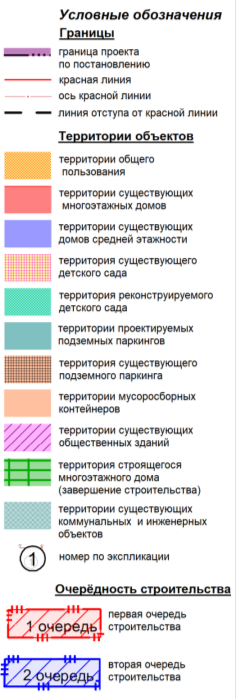 Условные обозначения
Границы
граница проекта
по постановлению
красная линия
ось красной линии
линия отступа от красной линии
Территории объектов
территории общего
пользования
территории существующих
многоэтажных домов
территории существующих
домов средней этажности
территория существующего
детского сада
территория реконструируемого
детского сада
территории проектируемых
подземных паркингов
территория существующего
подземного паркинга
территории мусоросборных
контейнеров
территории существующих
общественных зданий
территория строящегося
многоэтажного дома
(завершение строительства)
территории существующих
коммунальных и инженерных
объектов
1 номер по экспликации
Очерёдность строительства
1 очередь
первая очередь
строительства
2 очередь
вторая очередь
строительства